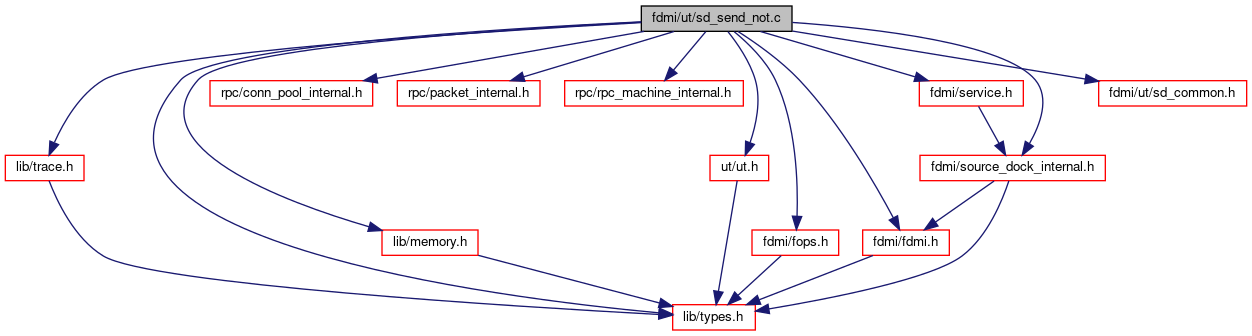 fdmi/ut/sd_send_not.c
rpc/conn_pool_internal.h
rpc/packet_internal.h
rpc/rpc_machine_internal.h
fdmi/service.h
fdmi/ut/sd_common.h
lib/trace.h
ut/ut.h
fdmi/source_dock_internal.h
lib/memory.h
fdmi/fops.h
fdmi/fdmi.h
lib/types.h